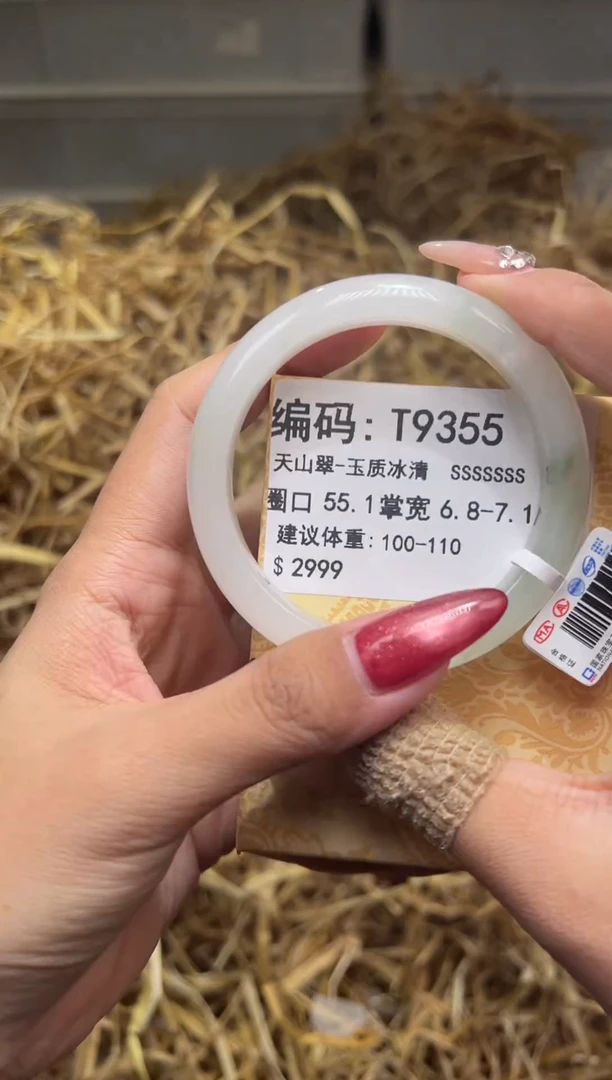 编码: T9355
天山翠-玉质冰清 SSSSSSS
圈口 55.1掌宽 6.8-7.1
建议体重:100-110
$ 2999